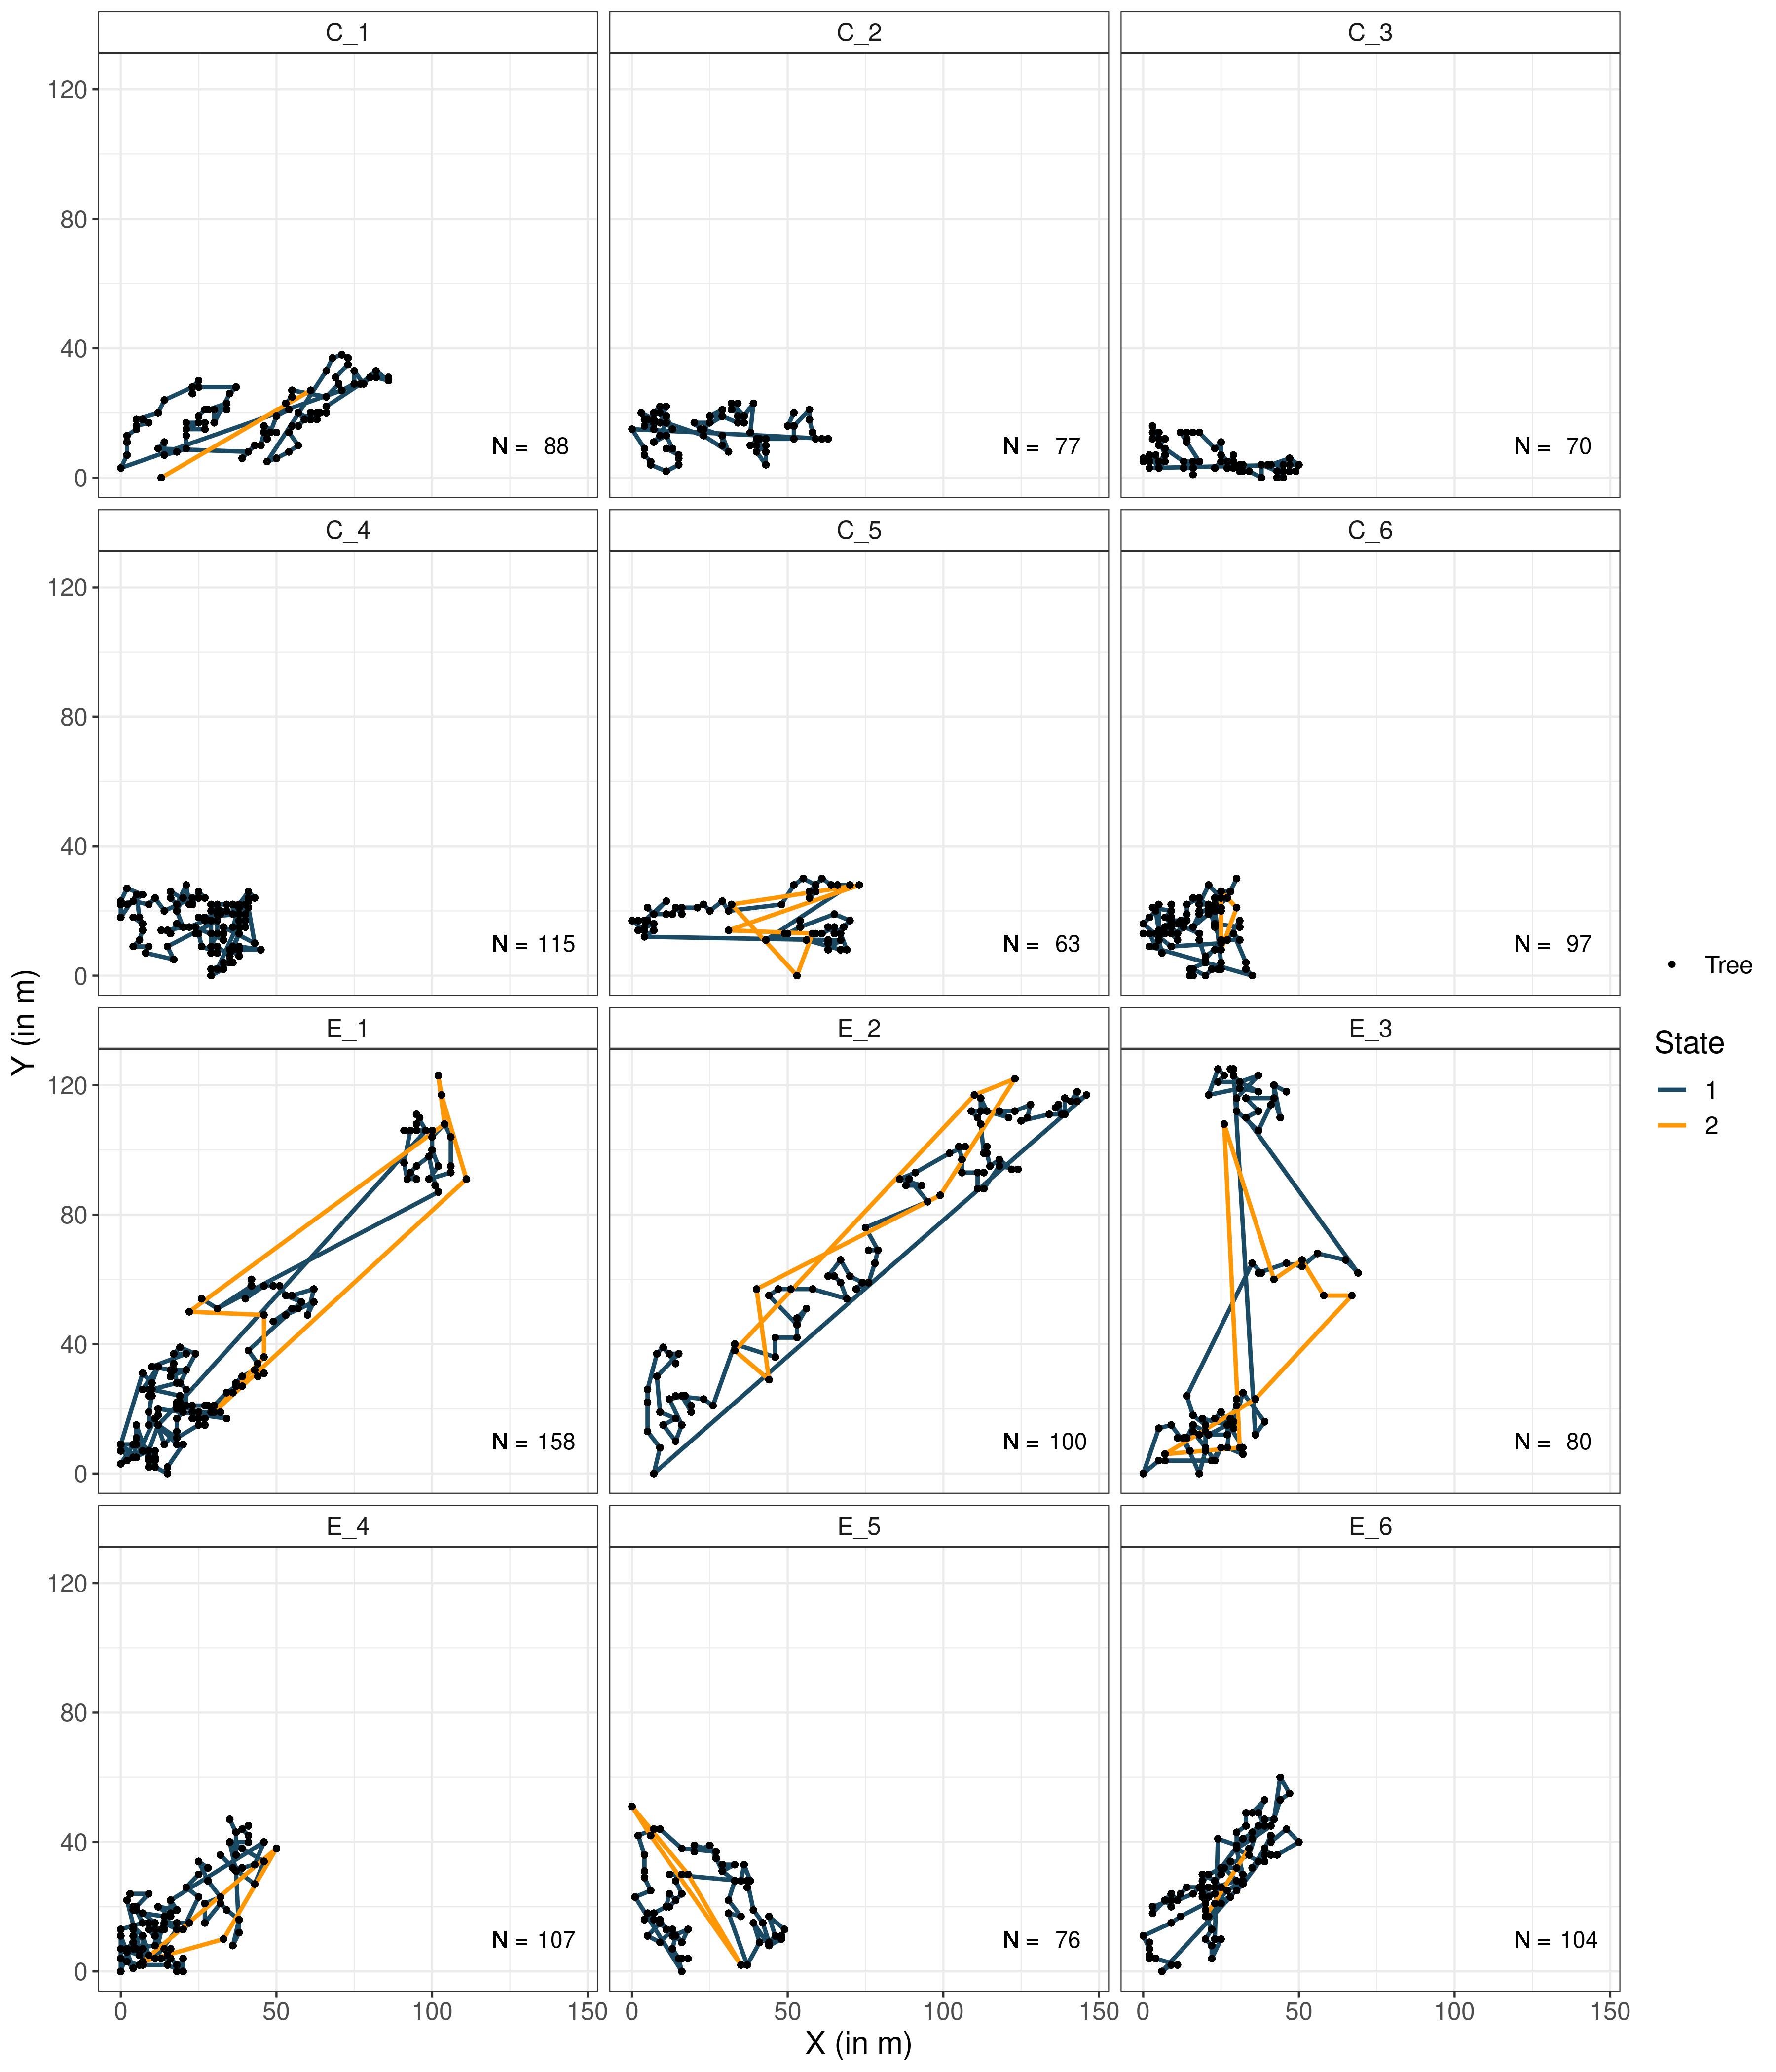 C_1 C_2 C_3
120
80
40
0
N = 88 N = 77 N = 70
C_4 C_5 C_6
120
80
40
0
N = 115 N = 63 N = 97
E_1 E_2 E_3
120
80
40
0
N = 158 N = 100 N = 80
E_4 E_5 E_6
120
80
40
0
N = 107 N = 76 N = 104
0 50 100 150 0 50 100 150 0 50 100 150
X (in m)
Y (in m)
Tree
State
1
2